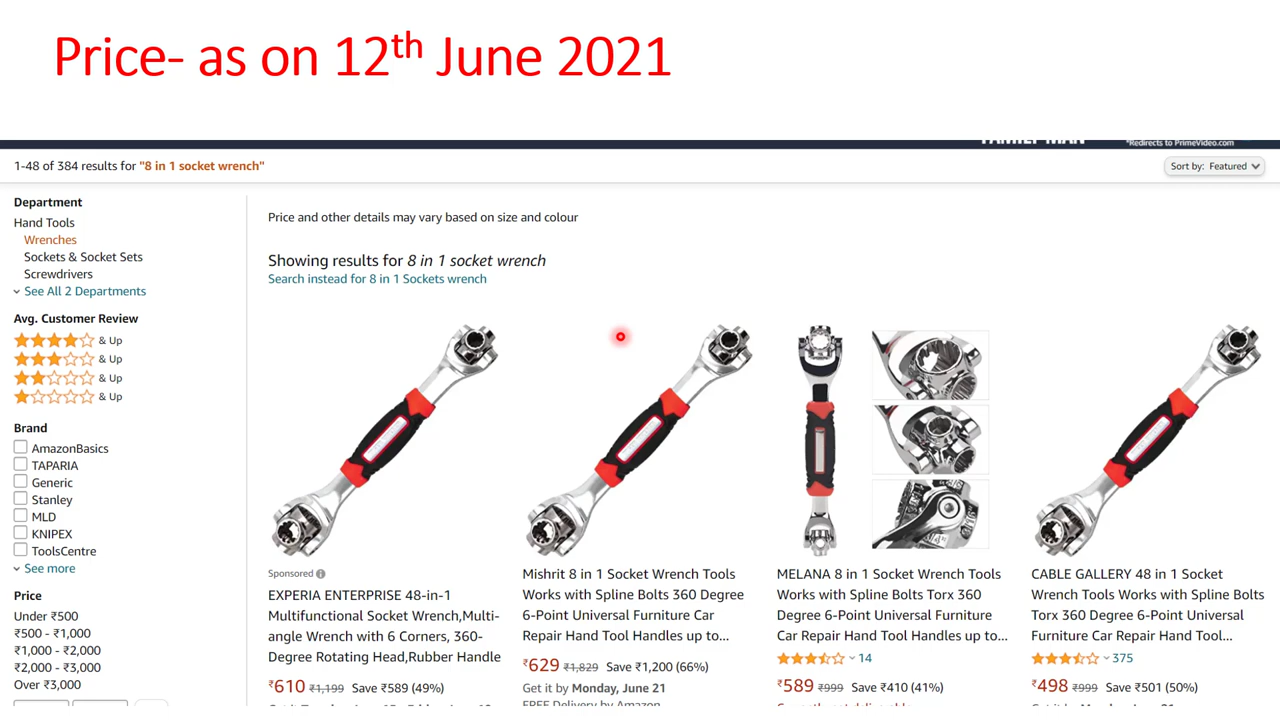 Price- as on 12th June 2021
*Redirects to PrimeVideo.com
1-48 of 384 results for "8 in 1 socket wrench"
Sort by: Featured
Department
Hand Tools
Wrenches
Sockets & Socket Sets
Screwdrivers
See All 2 Departments
Avg. Customer Review
& Up
& Up
& Up
& Up
Brand
AmazonBasics
TAPARIA
Generic
Stanley
MLD
KNIPEX
ToolsCentre
See more
Price
Under ₹500
₹500 - ₹1,000
₹1,000 - ₹2,000
₹2,000 - ₹3,000
Over ₹3,000
Price and other details may vary based on size and colour
Showing results for 8 in 1 socket wrench
Search instead for 8 in 1 Sockets wrench
Sponsored
EXPERIA ENTERPRISE 48-in-1
Multifunctional Socket Wrench,Multi-
angle Wrench with 6 Corners, 360-
Degree Rotating Head,Rubber Handle
₹610 ₹1,199 Save ₹589 (49%)
Mishrit 8 in 1 Socket Wrench Tools
Works with Spline Bolts 360 Degree
6-Point Universal Furniture Car
Repair Hand Tool Handles up to...
₹629 ₹1,829 Save ₹1,200 (66%)
Get it by Monday, June 21
FREE Delivery by Amazon
MELANA 8 in 1 Socket Wrench Tools
Works with Spline Bolts Torx 360
Degree 6-Point Universal Furniture
Car Repair Hand Tool Handles up to...
14
₹589 ₹999 Save ₹410 (41%)
CABLE GALLERY 48 in 1 Socket
Wrench Tools Works with Spline Bolts
Torx 360 Degree 6-Point Universal
Furniture Car Repair Hand Tool...
375
₹498 ₹999 Save ₹501 (50%)